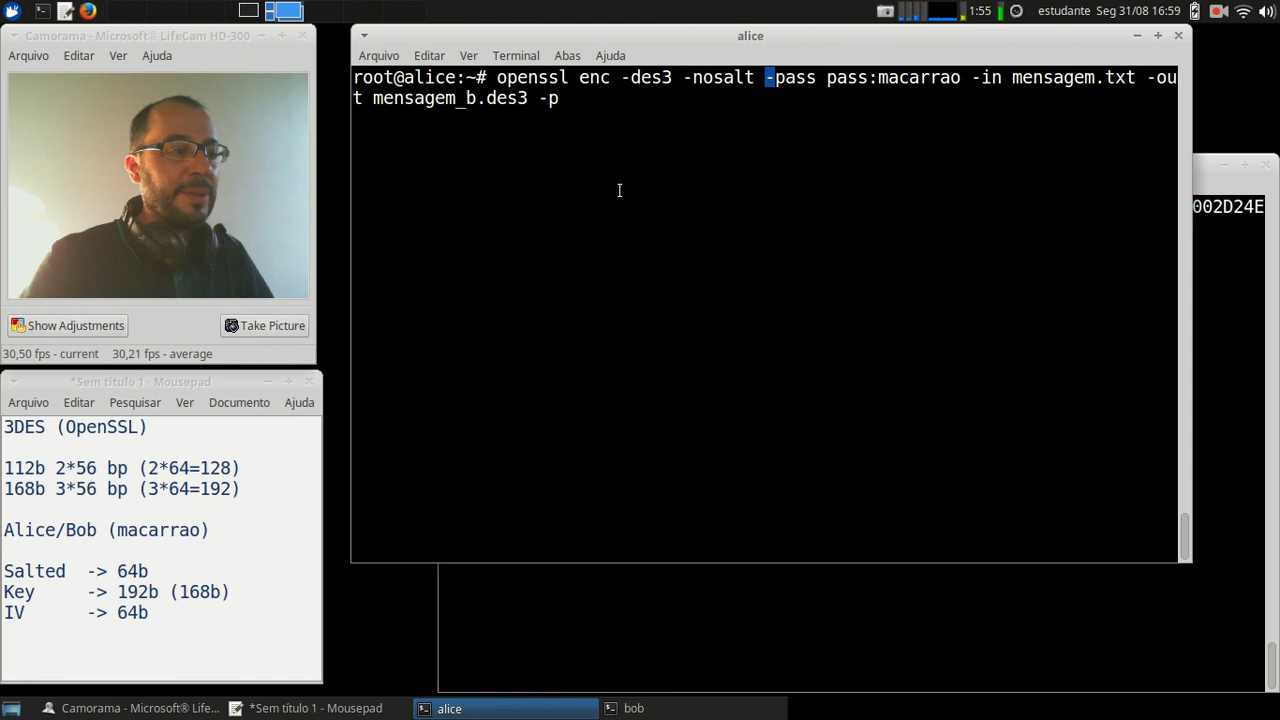 1:55
estudante
Seg 31/08 16:59
Camorama - Microsoft® LifeCam HD-300
Arquivo Editar Ver Ajuda
Show Adjustments
Take Picture
30,50 fps - current 30,21 fps - average
*Sem título 1 - Mousepad
Arquivo Editar Pesquisar Ver Documento Ajuda
3DES (OpenSSL)
112b 2*56 bp (2*64=128)
168b 3*56 bp (3*64=192)
Alice/Bob (macarrao)
Salted -> 64b
Key -> 192b (168b)
IV -> 64b
alice
Arquivo Editar Ver Terminal Abas Ajuda
root@alice:~# openssl enc -des3 -nosalt -pass pass:macarrao -in mensagem.txt -ou
t mensagem_b.des3 -p
002D24E
Camorama - Microsoft® Life...
*Sem título 1 - Mousepad
alice
bob